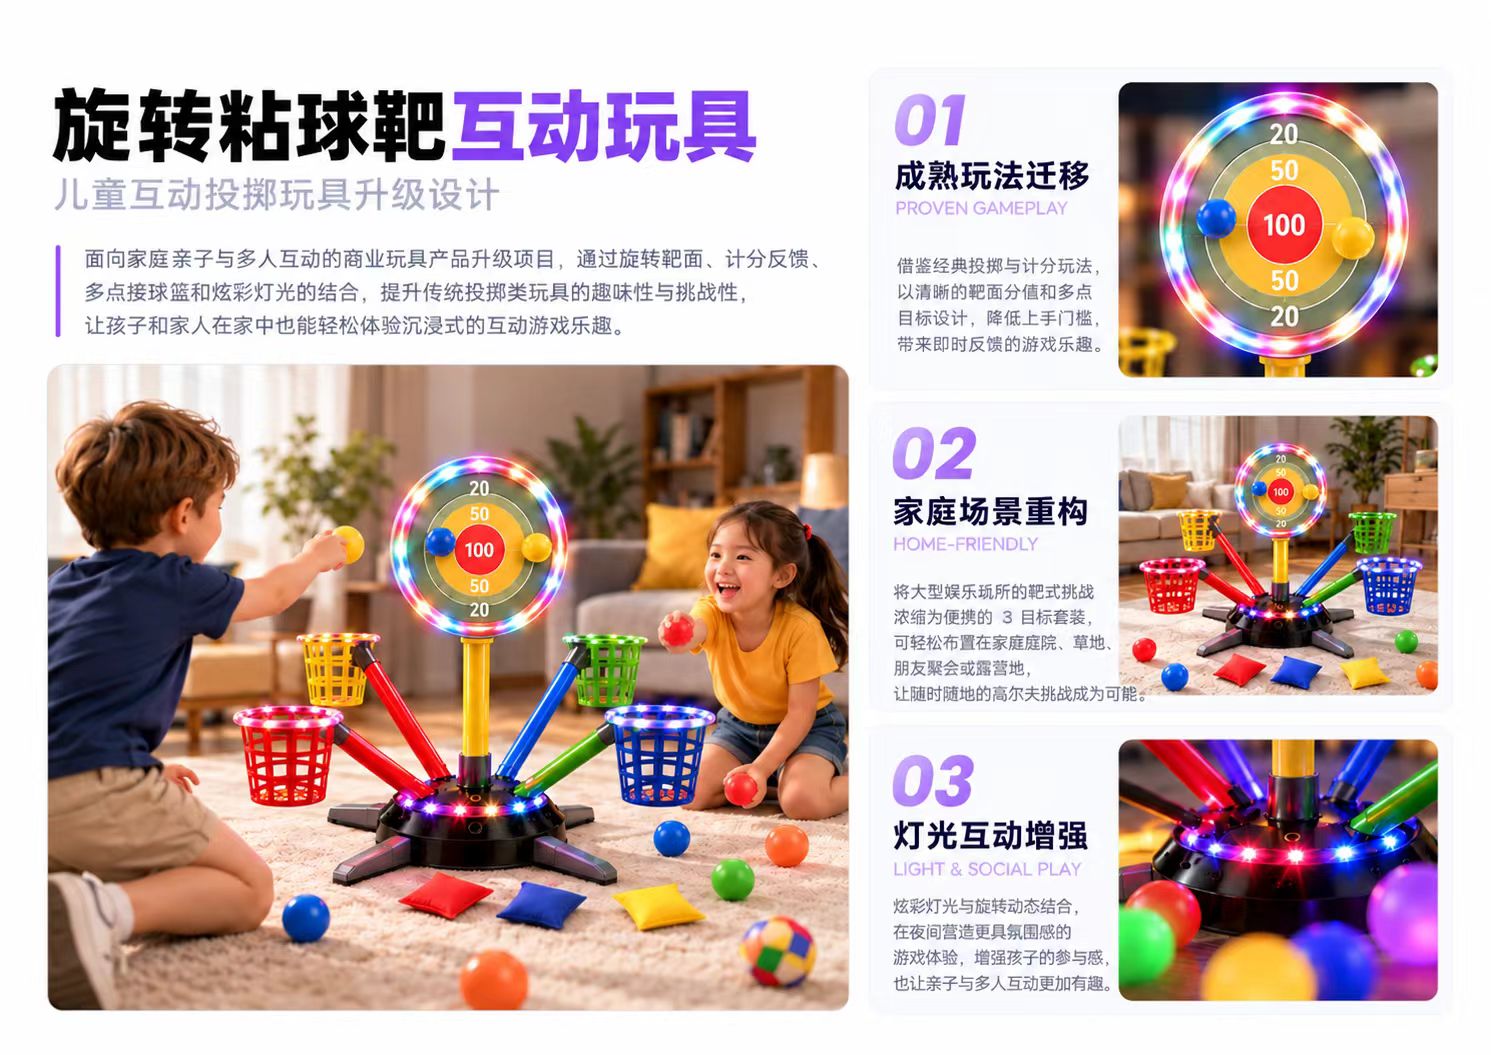 旋转粘球靶互动玩具
儿童互动投掷玩具升级设计
面向家庭亲子与多人互动的商业玩具产品升级项目，通过旋转靶面、计分反馈、
多点接球篮和炫彩灯光的结合，提升传统投掷类玩具的趣味性与挑战性，
让孩子和家人在家中也能轻松体验沉浸式的互动游戏乐趣。
20
50
100
50
20
01
成熟玩法迁移
PROVEN GAMEPLAY
借鉴经典投掷与计分玩法，
以清晰的靶面分值和多点
目标设计，降低上手门槛，
带来即时反馈的游戏乐趣。
20
50
100
50
20
02
家庭场景重构
HOME-FRIENDLY
将大型娱乐玩所的靶式挑战
浓缩为便携的 3 目标套装，
可轻松布置在家庭庭院、草地、
朋友聚会或露营地，
让随时随地的高尔夫挑战成为可能。
20
50
100
50
20
03
灯光互动增强
LIGHT & SOCIAL PLAY
炫彩灯光与旋转动态结合，
在夜间营造更具氛围感的
游戏体验，增强孩子的参与感，
也让亲子与多人互动更加有趣。